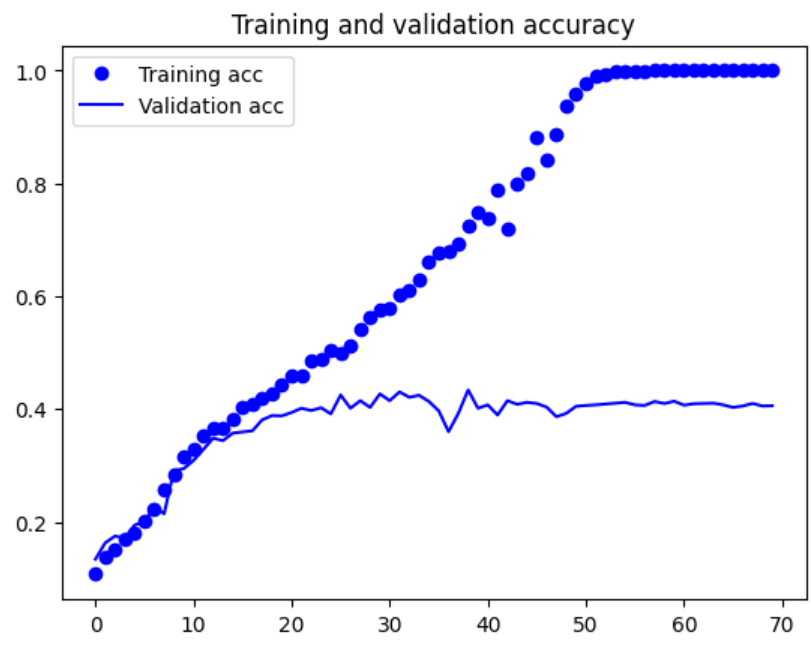 Training and validation accuracy
Training acc
Validation acc
1.0
0.8
0.6
0.4
0.2
0 10 20 30 40 50 60 70